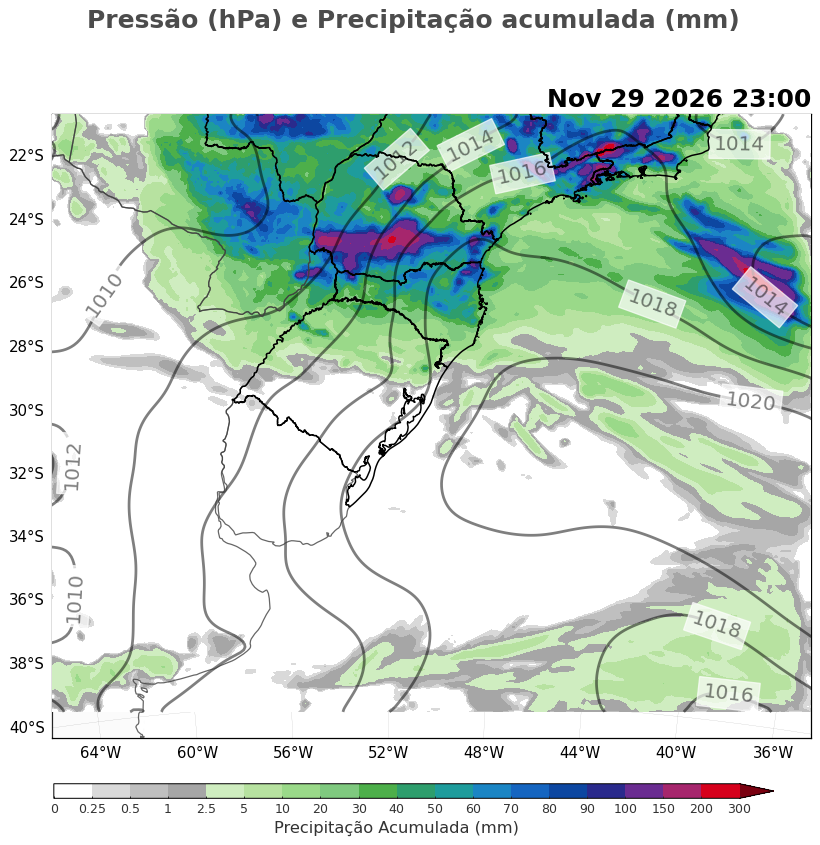 Pressão (hPa) e Precipitação acumulada (mm)
Nov 29 2026 23:00
1012
1014
1016
1014
22°S
24°S
26°S
28°S
30°S
32°S
34°S
36°S
38°S
40°S
1010
1018
1014
1020
1012
1010
1018
1016
64°W 60°W 56°W 52°W 48°W 44°W 40°W 36°W
0 0.25 0.5 1 2.5 5 10 20 30 40 50 60 70 80 90 100 150 200 300
Precipitação Acumulada (mm)